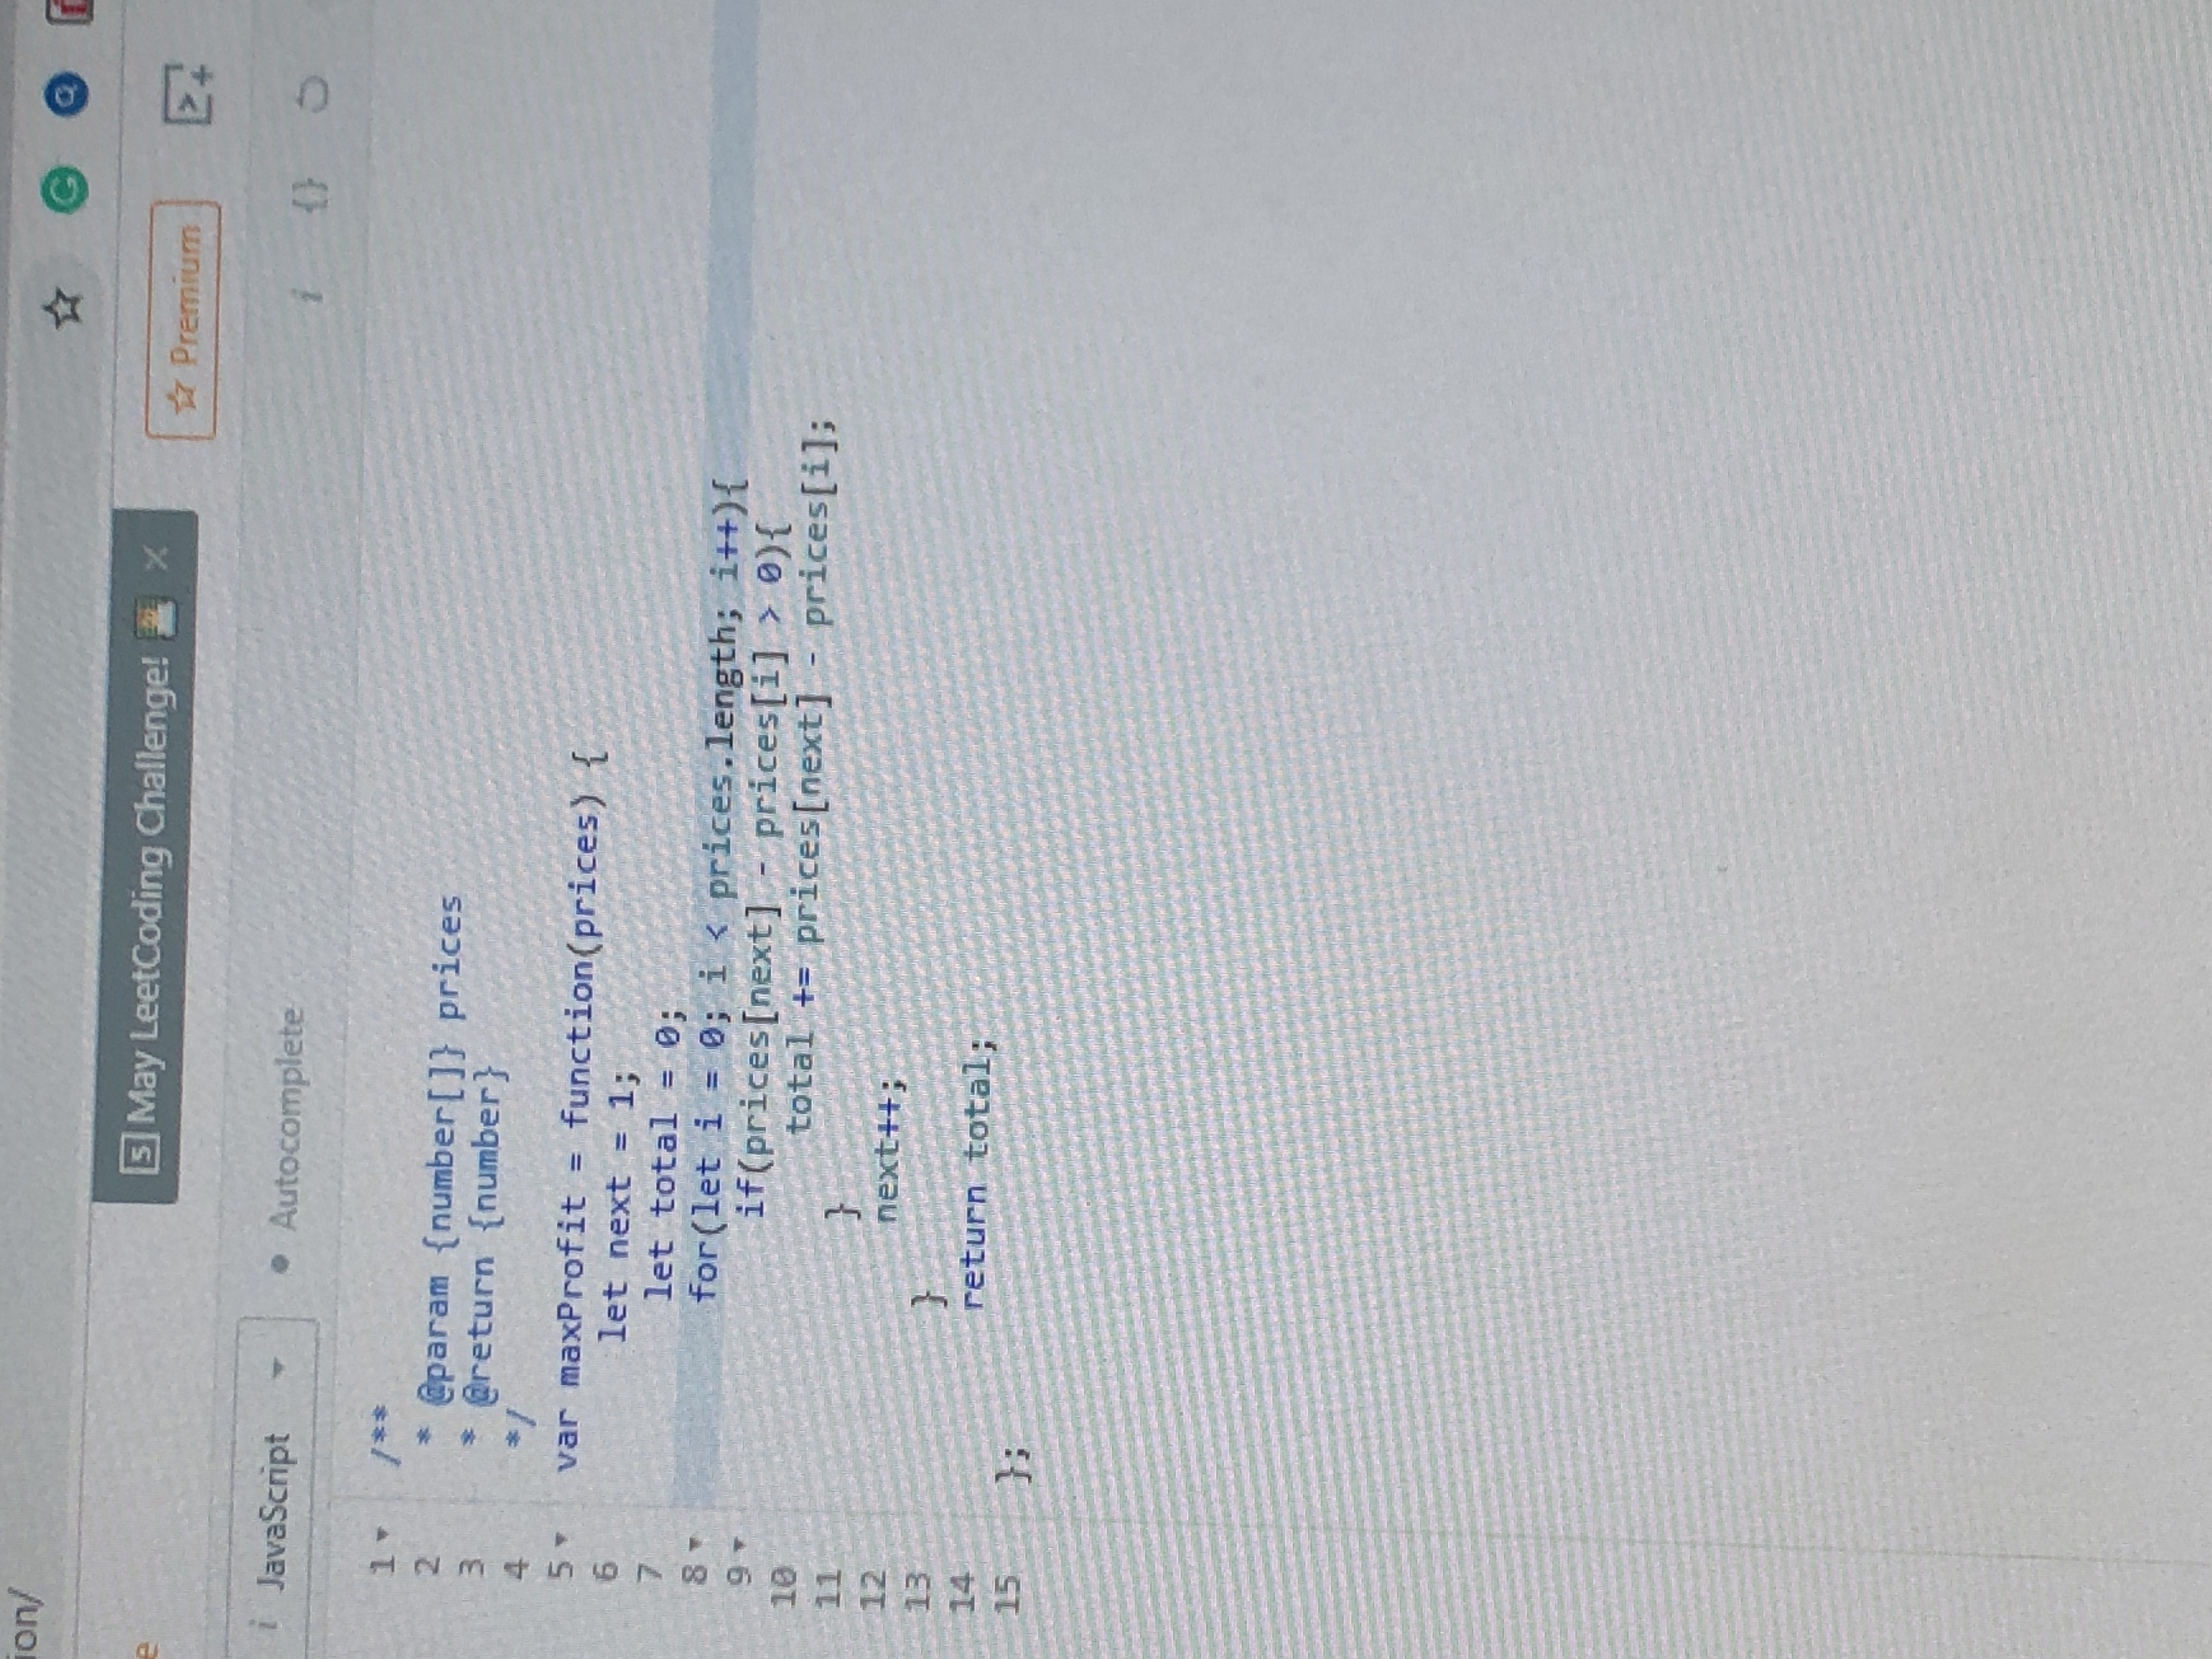 ion/
e
5 May LeetCoding Challenge!
Premium
i JavaScript
Autocomplete
i {}
1 /**
2  * @param {number[]} prices
3  * @return {number}
4  */
5 var maxProfit = function(prices) {
6       let next = 1;
7         let total = 0;
8         for(let i = 0; i < prices.length; i++){
9             if(prices[next] - prices[i] > 0){
10                 total += prices[next] - prices[i];
11             }
12             next++;
13         }
14         return total;
15 };